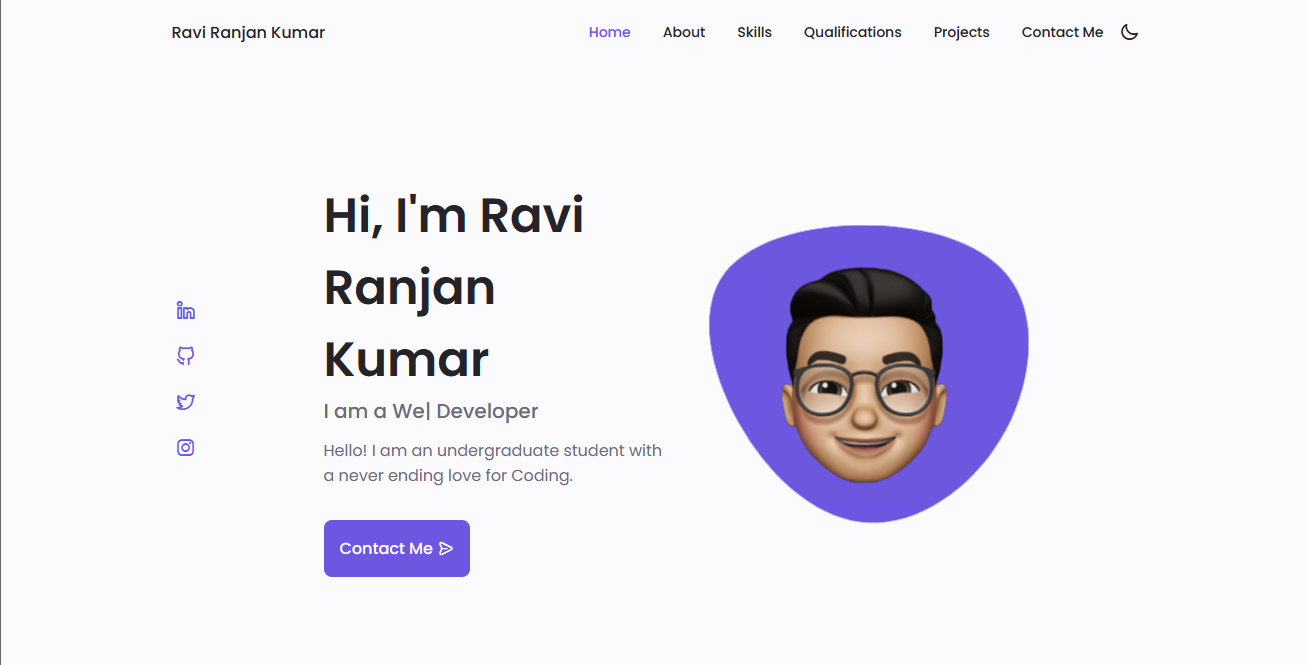 Ravi Ranjan Kumar
Home About Skills Qualifications Projects Contact Me
Hi, I'm Ravi
Ranjan
Kumar
I am a We| Developer
Hello! I am an undergraduate student with
a never ending love for Coding.
Contact Me